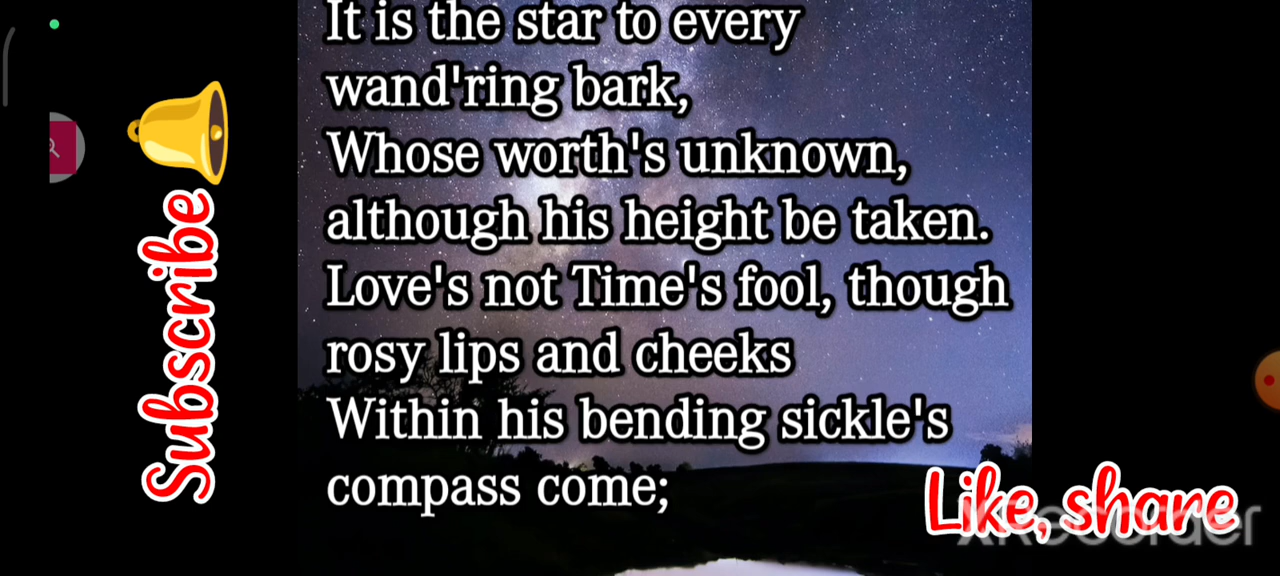 It is the star to every
wand'ring bark,
Whose worth's unknown,
although his height be taken.
Love's not Time's fool, though
rosy lips and cheeks
Within his bending sickle's
compass come;
Subscribe
Like, share
XRecorder